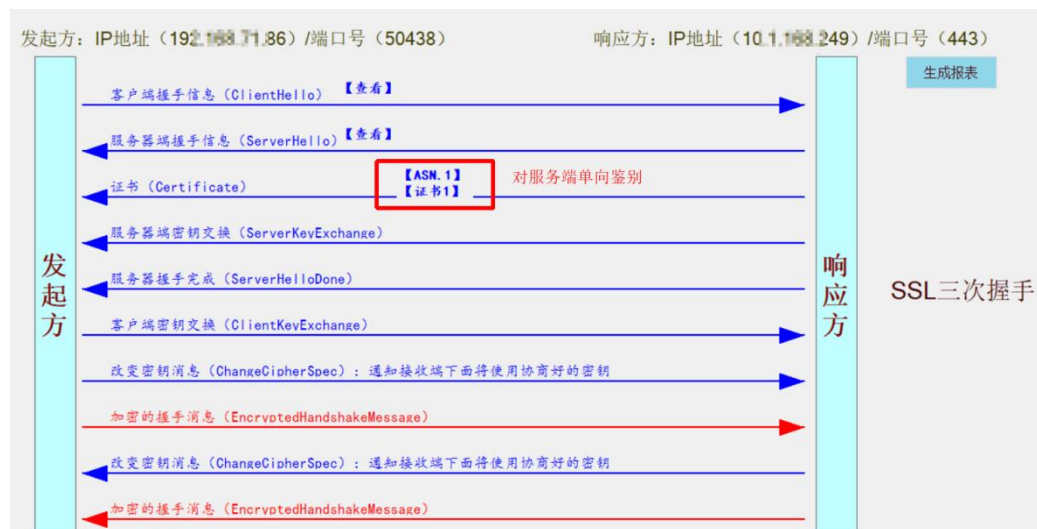 发起方：IP地址（192.168.71.86）/端口号（50438）
响应方：IP地址（10.1.168.249）/端口号（443）
生成报表
客户端握手信息（ClientHello）
【查看】
服务器端握手信息（ServerHello）
【查看】
证书（Certificate）
【ASN.1】
【证书1】
对服务端单向鉴别
服务器端密钥交换（ServerKeyExchange）
服务器握手完成（ServerHelloDone）
发起方
响应方
SSL三次握手
客户端密钥交换（ClientKeyExchange）
改变密钥消息（ChangeCipherSpec）：通知接收端下面将使用协商好的密钥
加密的握手消息（EncryptedHandshakeMessage）
改变密钥消息（ChangeCipherSpec）：通知接收端下面将使用协商好的密钥
加密的握手消息（EncryptedHandshakeMessage）